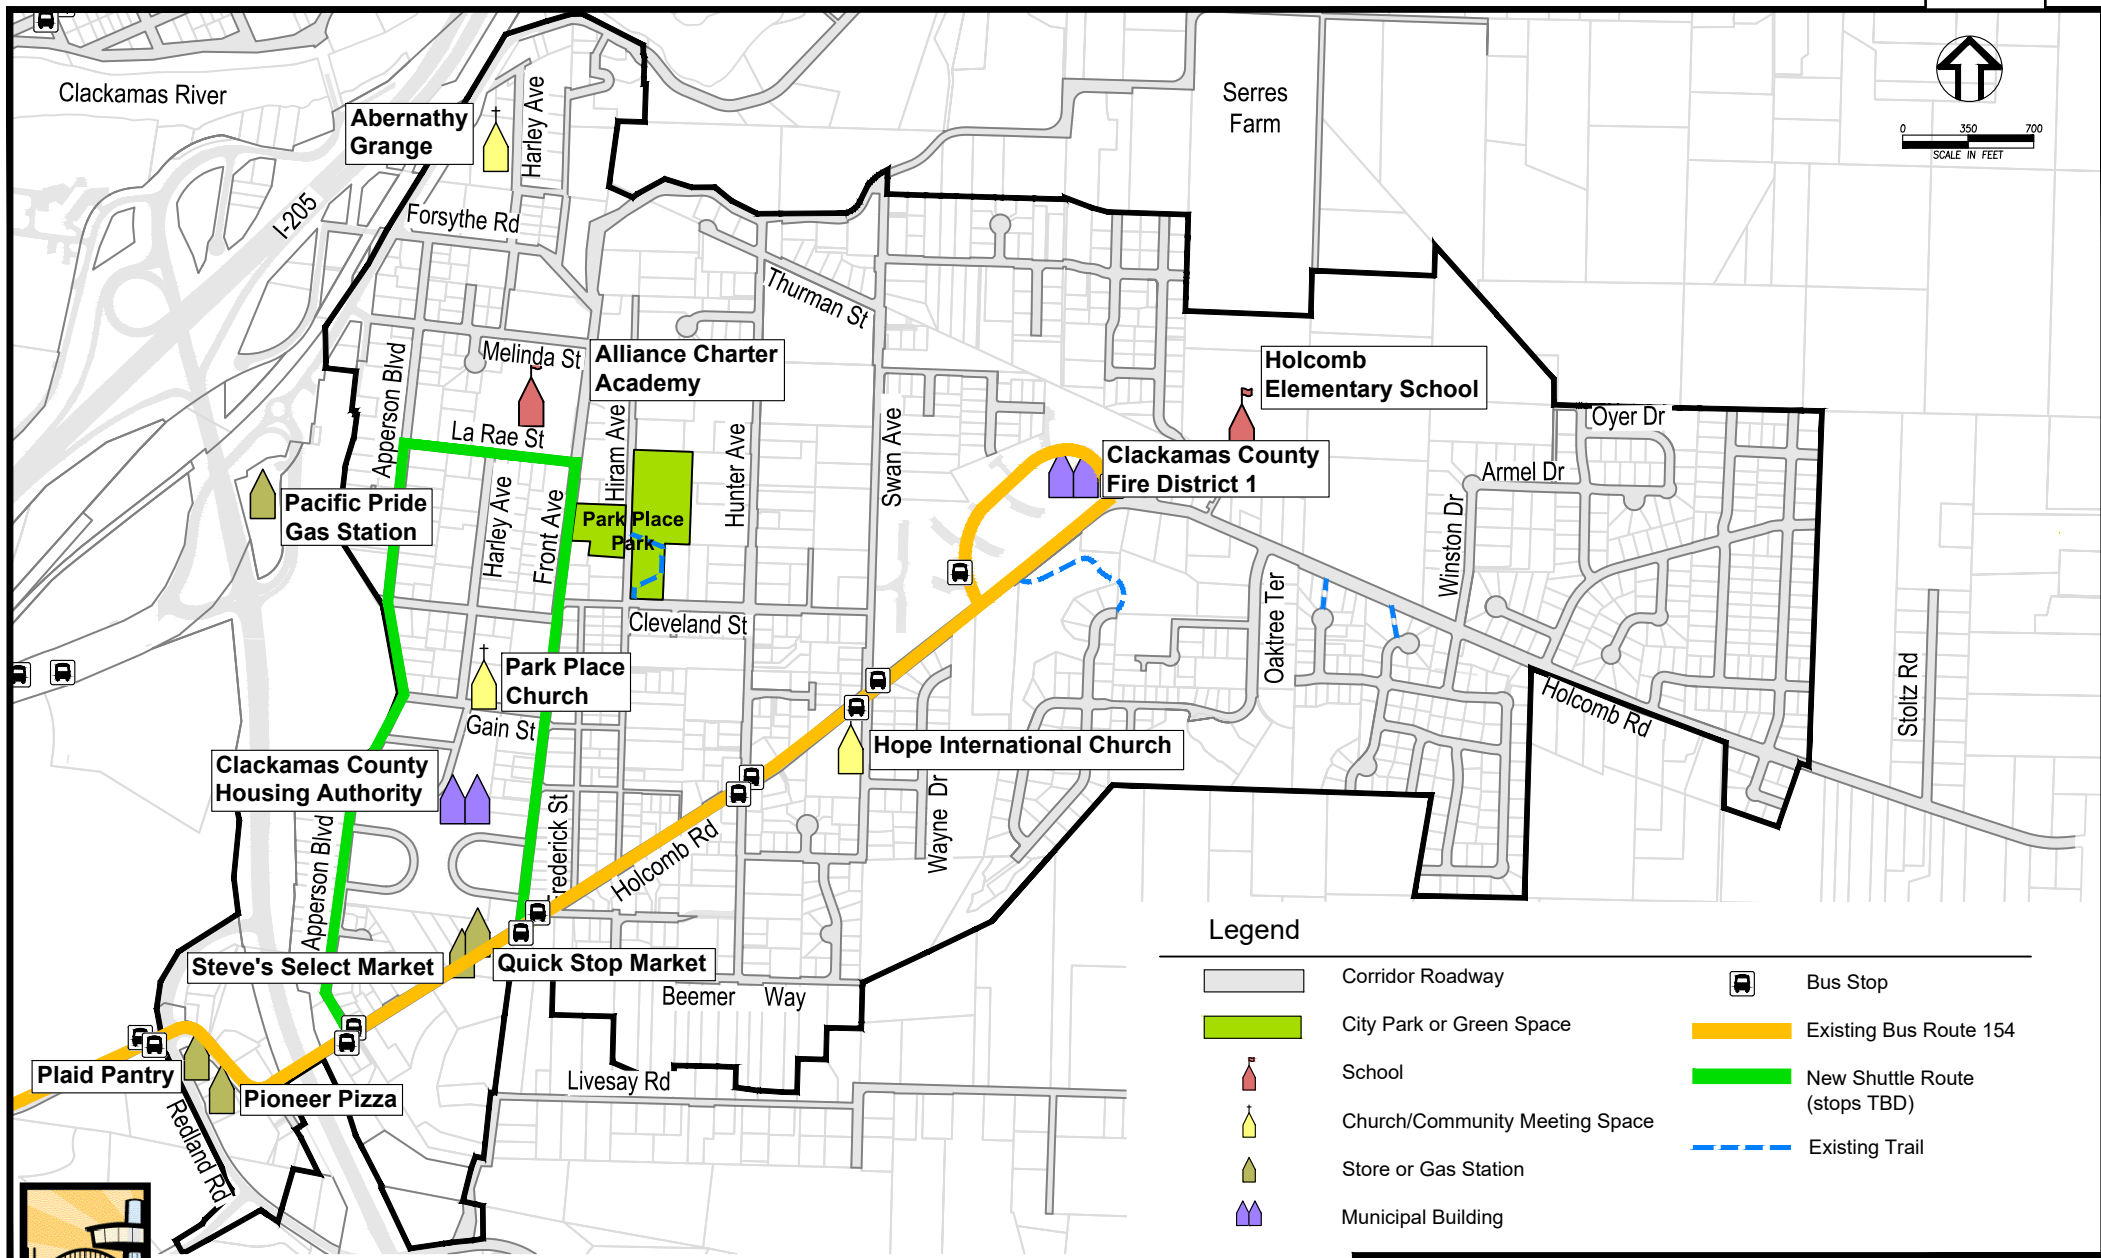 Clackamas River
Abernathy
Grange
Harley Ave
Serres
Farm
0 350 700
SCALE IN FEET
I-205
Forsythe Rd
Thurman St
Melinda St
Alliance Charter
Academy
Holcomb
Elementary School
Apperson Blvd
La Rae St
Hiram Ave
Hunter Ave
Swan Ave
Oyer Dr
Armel Dr
Clackamas County
Fire District 1
Pacific Pride
Gas Station
Harley Ave
Front Ave
Park Place
Park
Winston Dr
Oaktree Ter
Cleveland St
Park Place
Church
Gain St
Holcomb Rd
Stoltz Rd
Hope International Church
Clackamas County
Housing Authority
Wayne Dr
Apperson Blvd
Frederick St
Holcomb Rd
Steve's Select Market
Quick Stop Market
Beemer Way
Plaid Pantry
Pioneer Pizza
Livesay Rd
Redland Rd
Legend
Corridor Roadway
City Park or Green Space
School
Church/Community Meeting Space
Store or Gas Station
Municipal Building
Bus Stop
Existing Bus Route 154
New Shuttle Route
(stops TBD)
Existing Trail